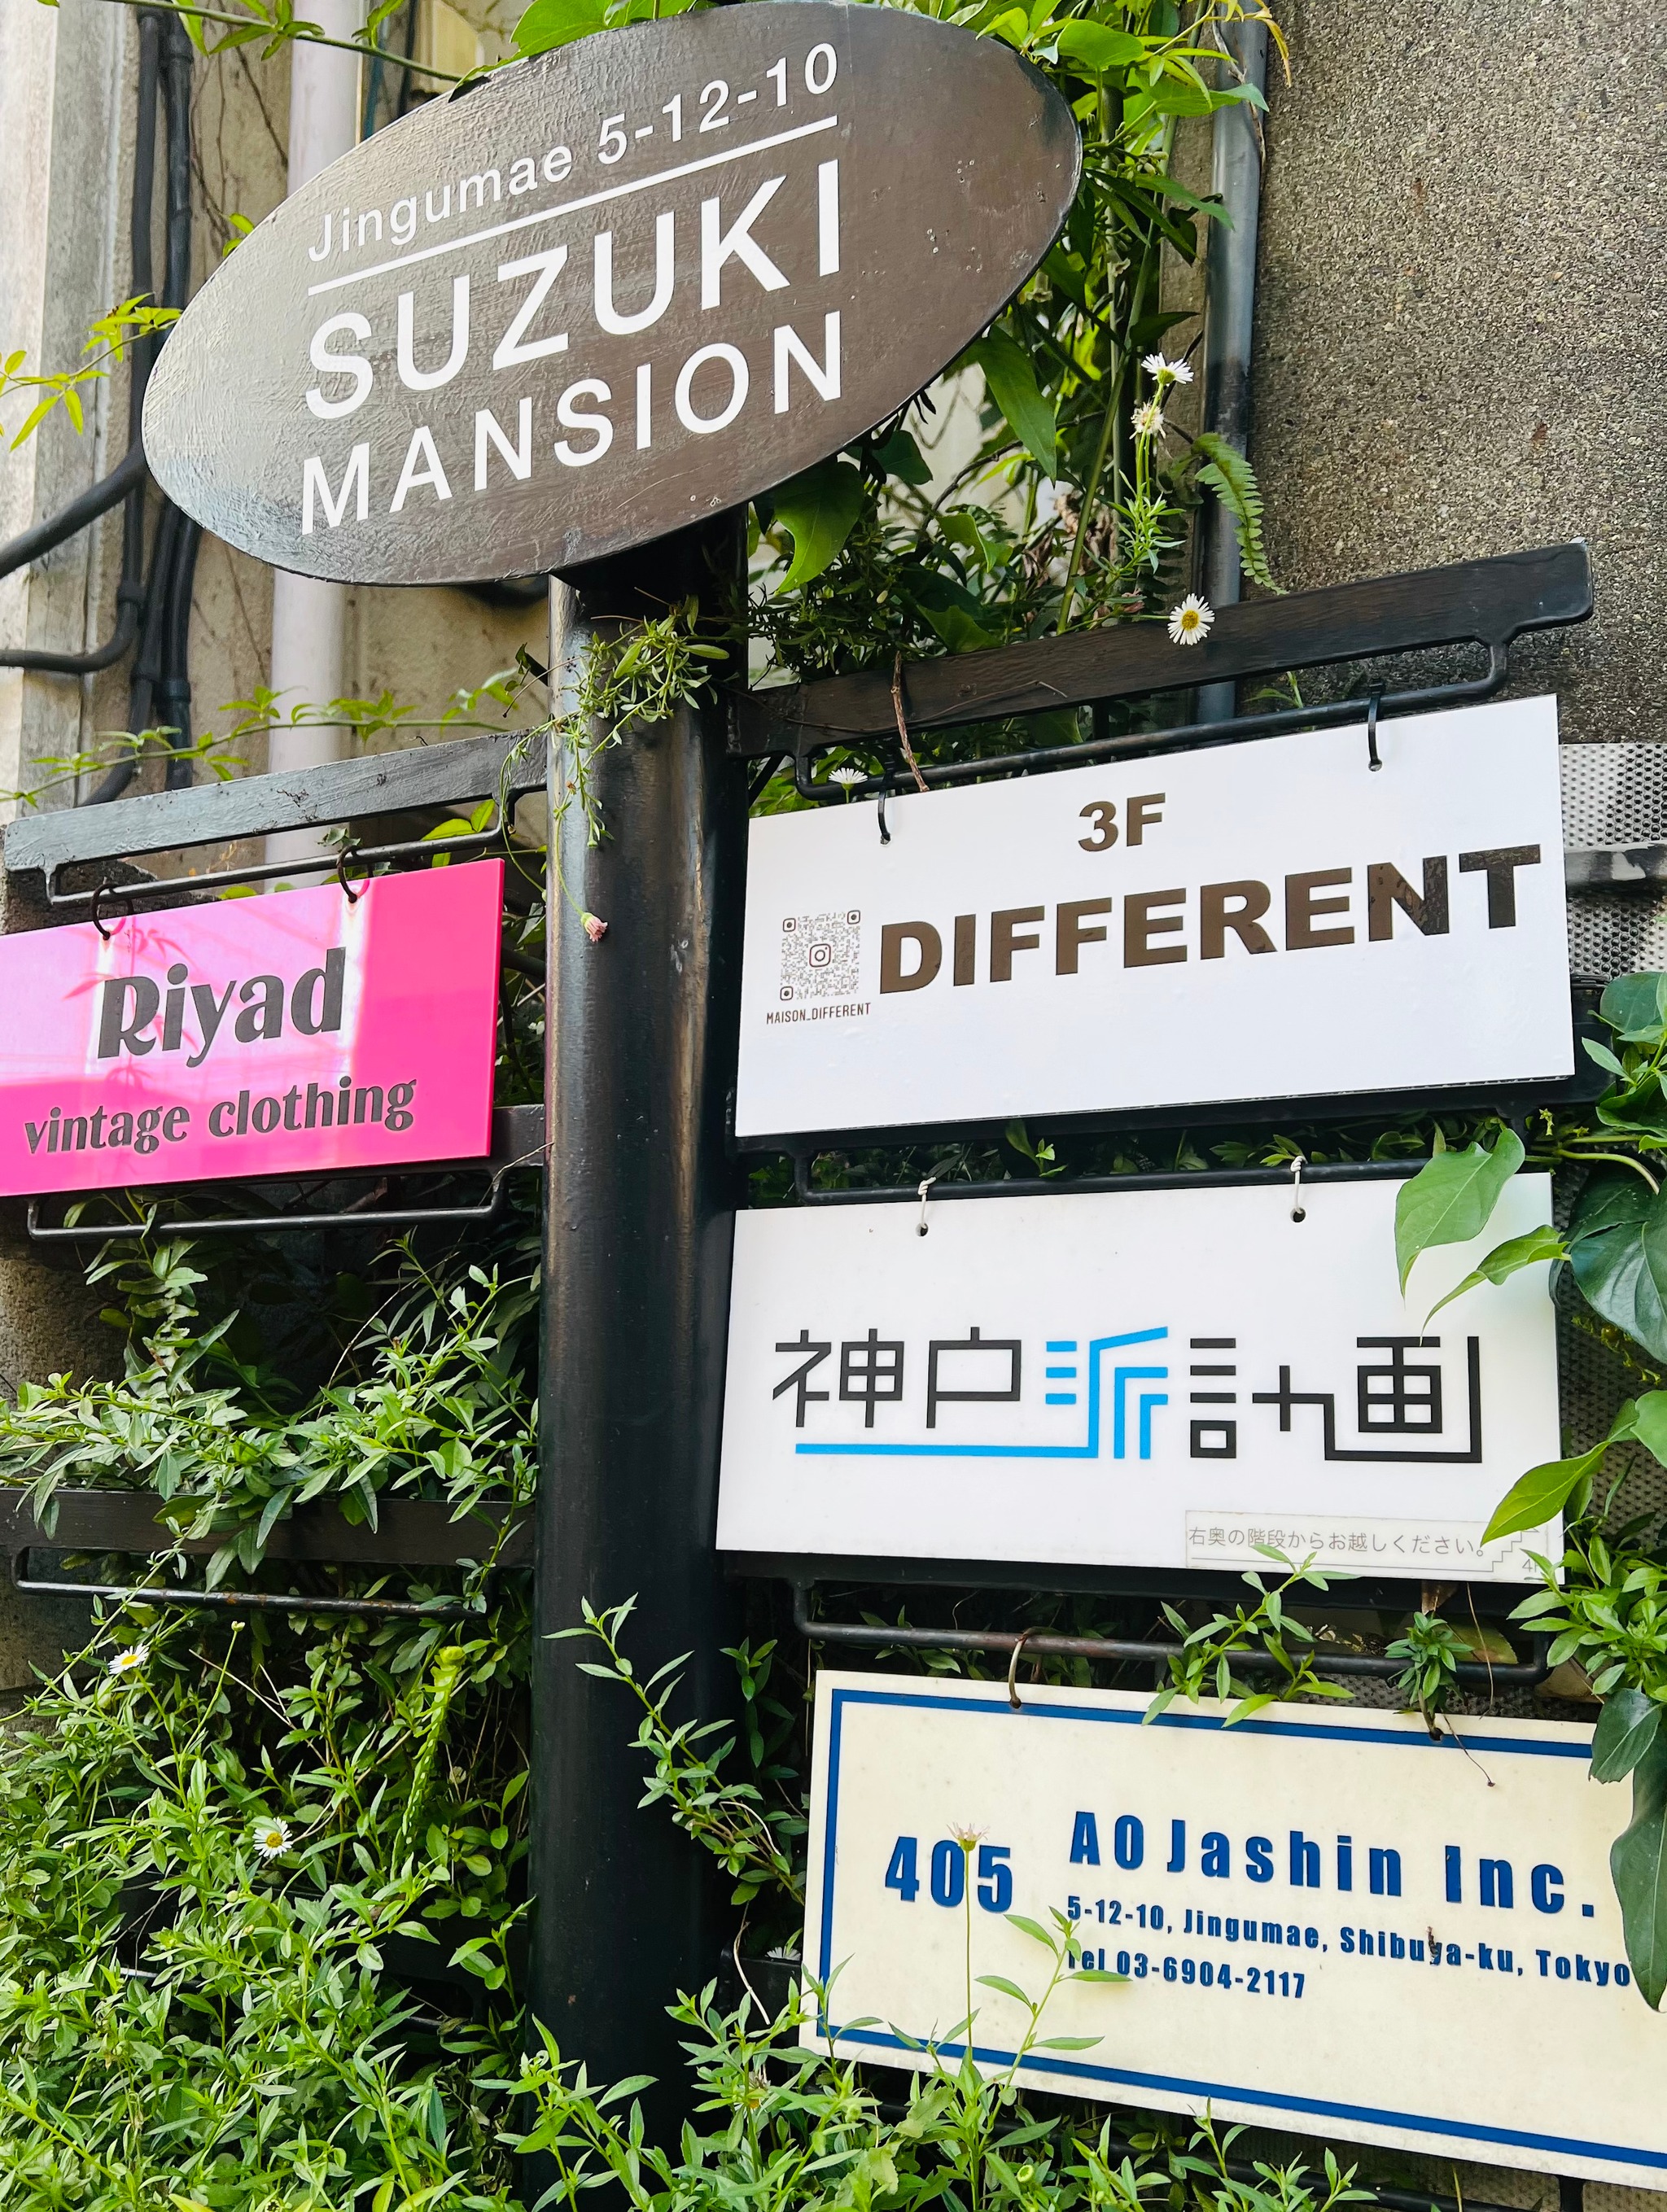 Jingumae 5-12-10
SUZUKI
MANSION
Riyad
vintage clothing
3F
DIFFERENT
MAISON_DIFFERENT
神戸派計画
右奥の階段からお越しください。
405
AO Jashin Inc.
5-12-10, Jingumae, Shibuya-ku, Tokyo
Tel 03-6904-2117